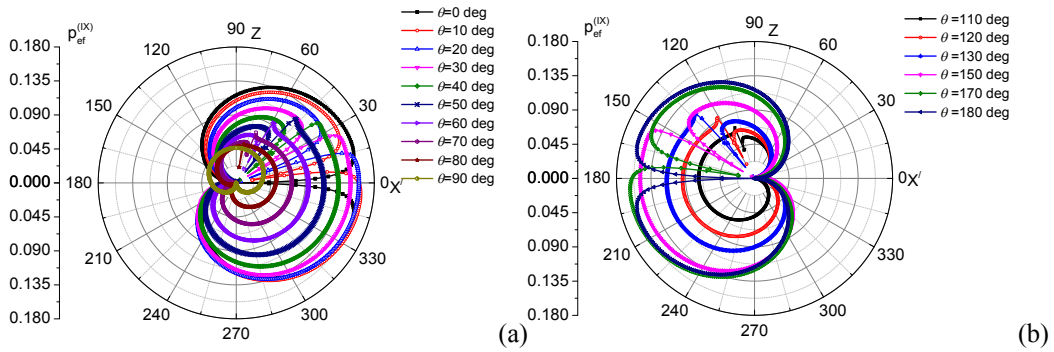 p_ef^(IX)
0.180
0.135
0.090
0.045
0.000
0.045
0.090
0.135
0.180
90 Z
60
30
0 X/
330
300
270
240
210
180
150
120
θ=0 deg
θ=10 deg
θ=20 deg
θ=30 deg
θ=40 deg
θ=50 deg
θ=60 deg
θ=70 deg
θ=80 deg
θ=90 deg
(a)
p_ef^(IX)
0.180
0.135
0.090
0.045
0.000
0.045
0.090
0.135
0.180
90 Z
60
30
0 X/
330
300
270
240
210
180
150
120
θ =110 deg
θ =120 deg
θ =130 deg
θ =150 deg
θ =170 deg
θ =180 deg
(b)